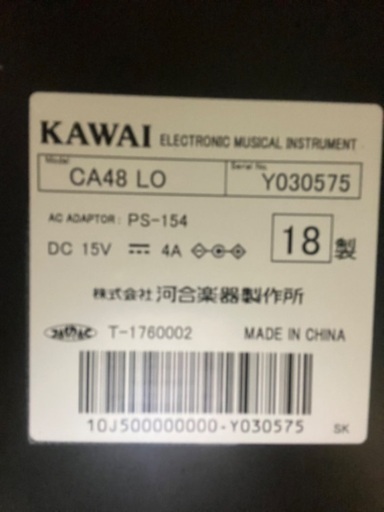 KAWAI ELECTRONIC MUSICAL INSTRUMENT
Model CA48 LO Serial No. Y030575
AC ADAPTOR: PS-154
DC 15V ⎓ 4A
18 製
株式会社 河合楽器製作所
T-1760002 MADE IN CHINA
10J500000000-Y030575
SK